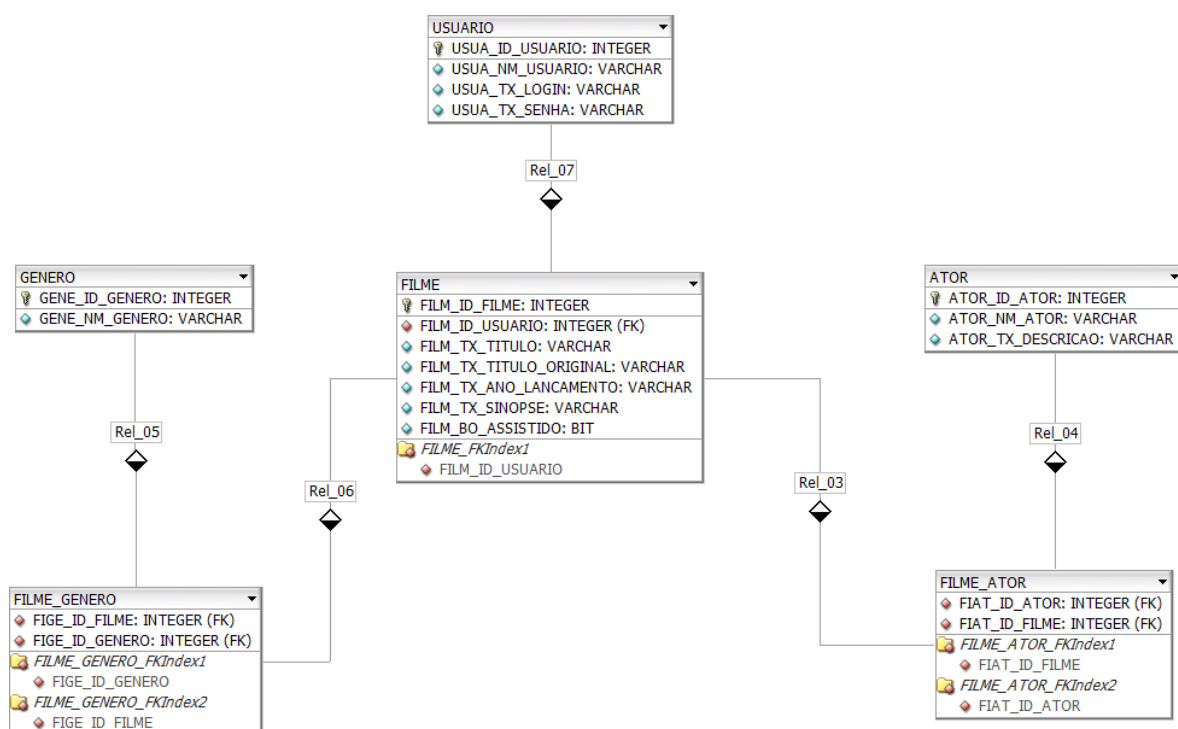 USUARIO
USUA_ID_USUARIO: INTEGER
USUA_NM_USUARIO: VARCHAR
USUA_TX_LOGIN: VARCHAR
USUA_TX_SENHA: VARCHAR
Rel_07
GENERO
GENE_ID_GENERO: INTEGER
GENE_NM_GENERO: VARCHAR
FILME
FILM_ID_FILME: INTEGER
FILM_ID_USUARIO: INTEGER (FK)
FILM_TX_TITULO: VARCHAR
FILM_TX_TITULO_ORIGINAL: VARCHAR
FILM_TX_ANO_LANCAMENTO: VARCHAR
FILM_TX_SINOPSE: VARCHAR
FILM_BO_ASSISTIDO: BIT
FILME_FKIndex1
FILM_ID_USUARIO
ATOR
ATOR_ID_ATOR: INTEGER
ATOR_NM_ATOR: VARCHAR
ATOR_TX_DESCRICAO: VARCHAR
Rel_05
Rel_06
Rel_03
Rel_04
FILME_GENERO
FIGE_ID_FILME: INTEGER (FK)
FIGE_ID_GENERO: INTEGER (FK)
FILME_GENERO_FKIndex1
FIGE_ID_GENERO
FILME_GENERO_FKIndex2
FIGE_ID_FILME
FILME_ATOR
FIAT_ID_ATOR: INTEGER (FK)
FIAT_ID_FILME: INTEGER (FK)
FILME_ATOR_FKIndex1
FIAT_ID_FILME
FILME_ATOR_FKIndex2
FIAT_ID_ATOR